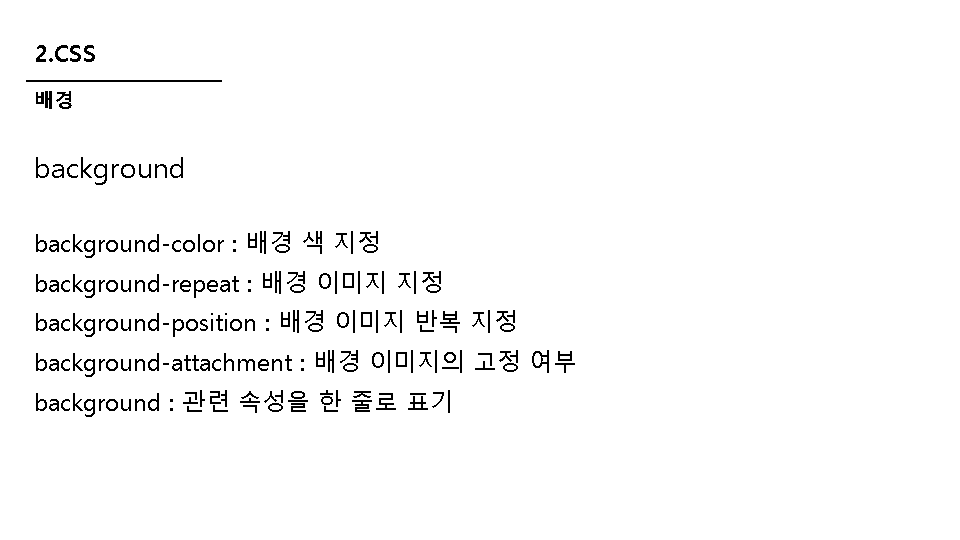 2.CSS
배경
background
background-color : 배경 색 지정
background-repeat : 배경 이미지 지정
background-position : 배경 이미지 반복 지정
background-attachment : 배경 이미지의 고정 여부
background : 관련 속성을 한 줄로 표기